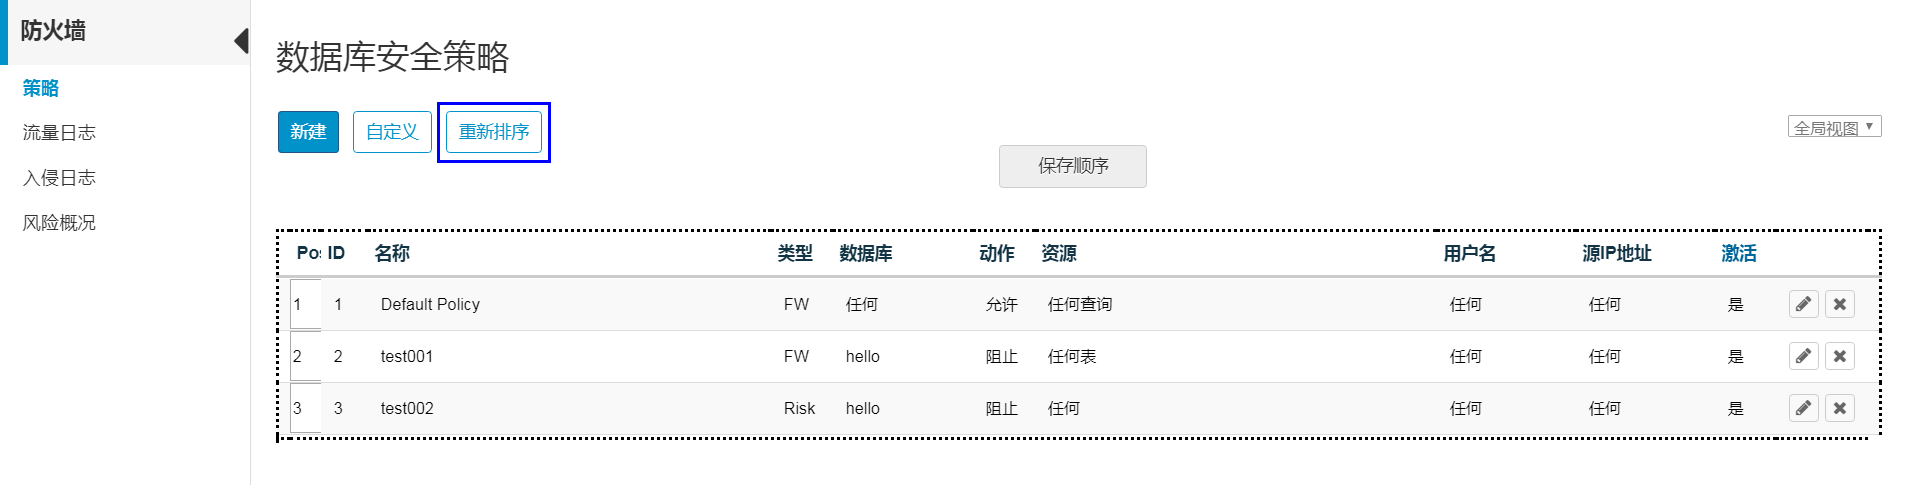 防火墙
策略
流量日志
入侵日志
风险概况
数据库安全策略
新建 自定义 重新排序
全局视图
保存顺序
Pos ID 名称 类型 数据库 动作 资源 用户名 源IP地址 激活
1 1 Default Policy FW 任何 允许 任何查询 任何 任何 是
2 2 test001 FW hello 阻止 任何表 任何 任何 是
3 3 test002 Risk hello 阻止 任何 任何 任何 是